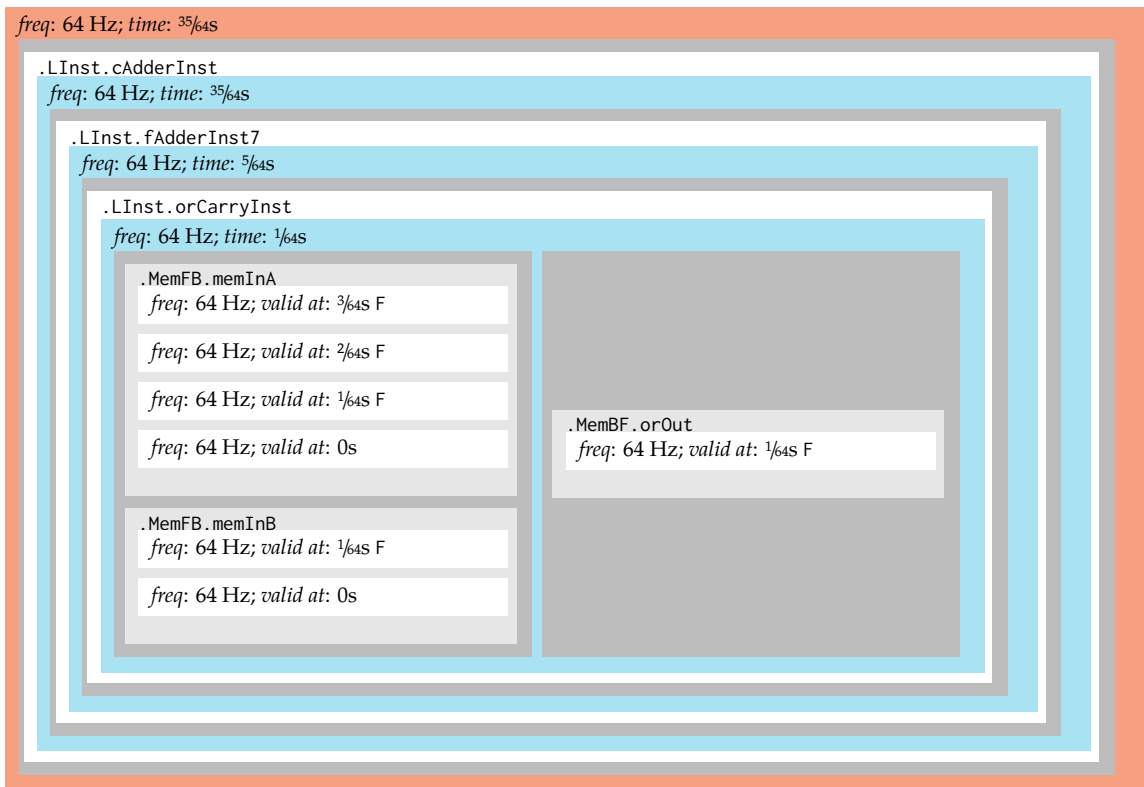 freq: 64 Hz; time: 35/64s
.LInst.cAdderInst
freq: 64 Hz; time: 35/64s
.LInst.fAdderInst7
freq: 64 Hz; time: 5/64s
.LInst.orCarryInst
freq: 64 Hz; time: 1/64s
.MemFB.memInA
freq: 64 Hz; valid at: 3/64s F
freq: 64 Hz; valid at: 2/64s F
freq: 64 Hz; valid at: 1/64s F
freq: 64 Hz; valid at: 0s
.MemFB.memInB
freq: 64 Hz; valid at: 1/64s F
freq: 64 Hz; valid at: 0s
.MemBF.orOut
freq: 64 Hz; valid at: 1/64s F